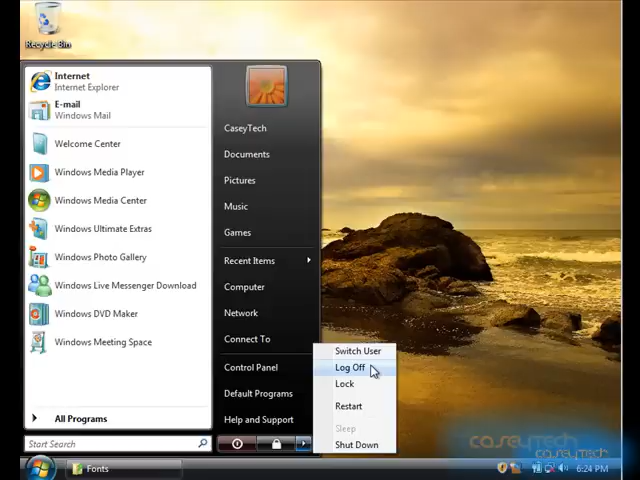 Recycle Bin
Internet
Internet Explorer
E-mail
Windows Mail
Welcome Center
Windows Media Player
Windows Media Center
Windows Ultimate Extras
Windows Photo Gallery
Windows Live Messenger Download
Windows DVD Maker
Windows Meeting Space
All Programs
Start Search
CaseyTech
Documents
Pictures
Music
Games
Recent Items
Computer
Network
Connect To
Control Panel
Default Programs
Help and Support
Switch User
Log Off
Lock
Restart
Sleep
Shut Down
CASEYTECH
CASEYTECH
Fonts
6:24 PM